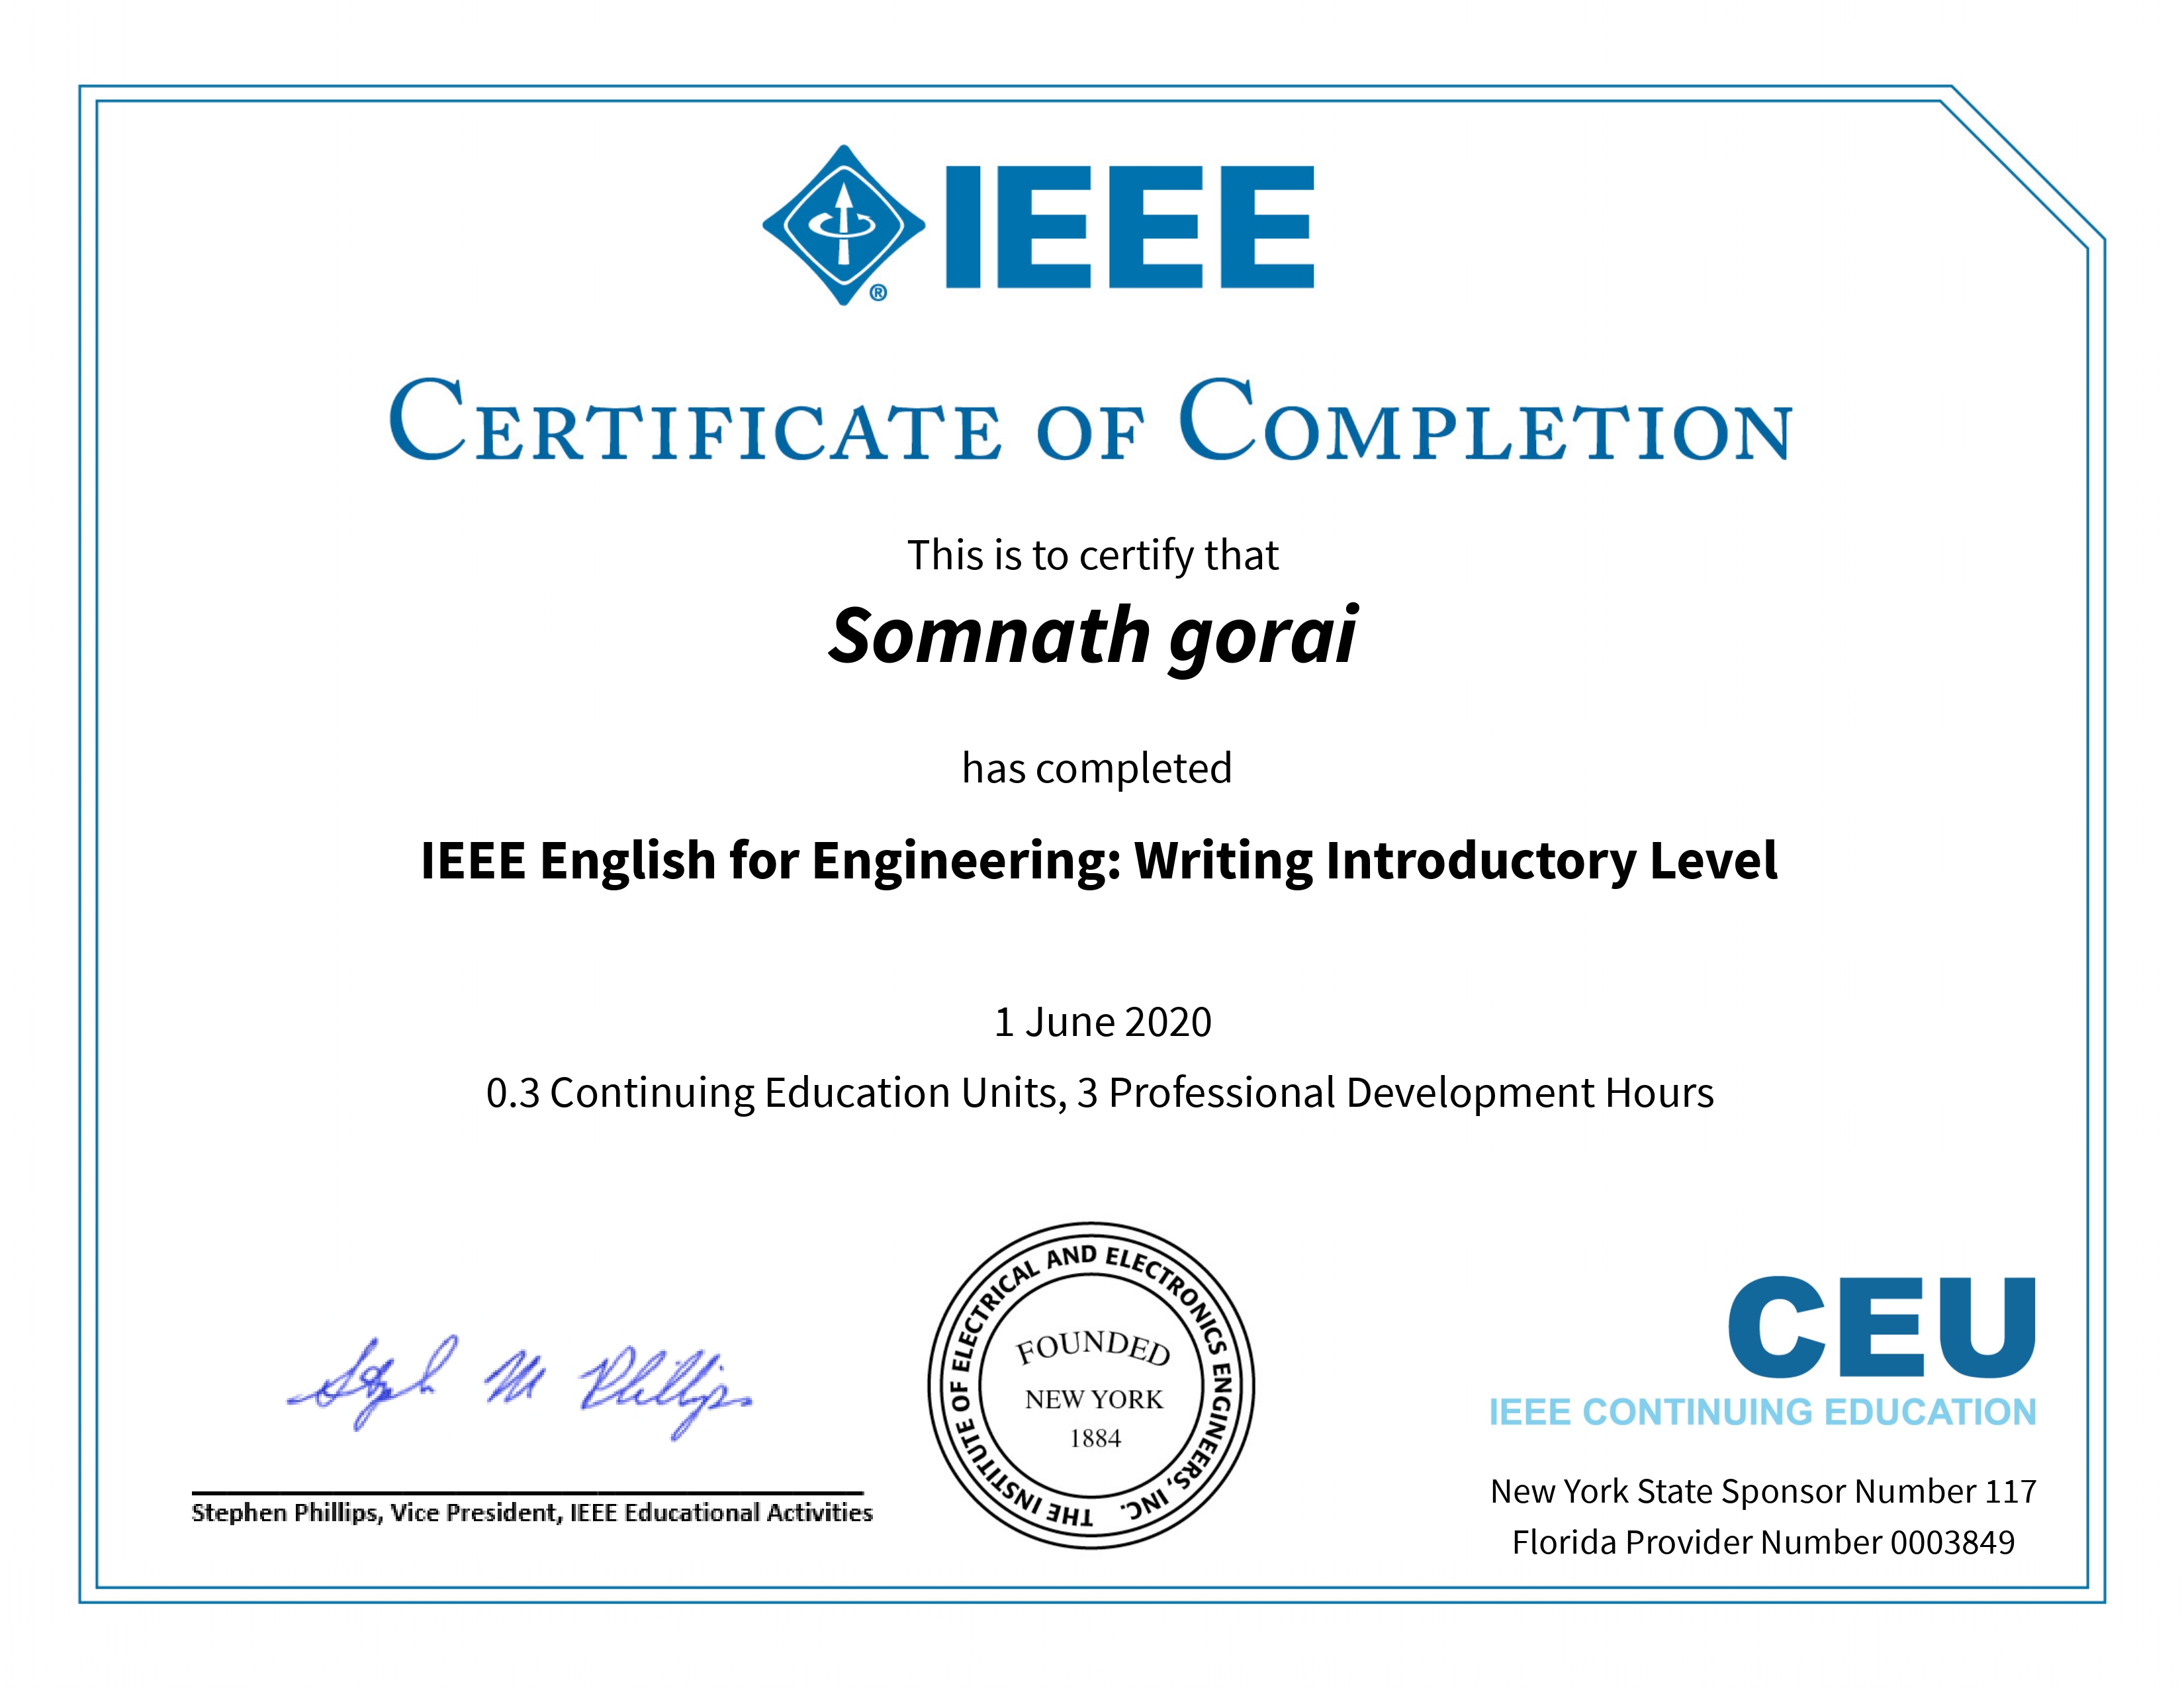 IEEE
®
CERTIFICATE OF COMPLETION
This is to certify that
Somnath gorai
has completed
IEEE English for Engineering: Writing Introductory Level
1 June 2020
0.3 Continuing Education Units, 3 Professional Development Hours
Stephen M Phillips
Stephen Phillips, Vice President, IEEE Educational Activities
THE INSTITUTE OF ELECTRICAL AND ELECTRONICS ENGINEERS, INC.
FOUNDED
NEW YORK
1884
CEU
IEEE CONTINUING EDUCATION
New York State Sponsor Number 117
Florida Provider Number 0003849